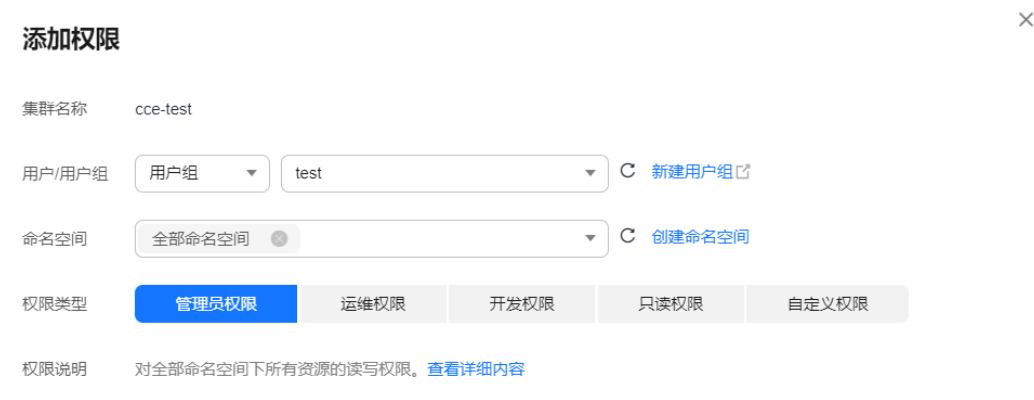 添加权限
集群名称 cce-test
用户/用户组 用户组 test 新建用户组
命名空间 全部命名空间 创建命名空间
权限类型 管理员权限 运维权限 开发权限 只读权限 自定义权限
权限说明 对全部命名空间下所有资源的读写权限。查看详细内容